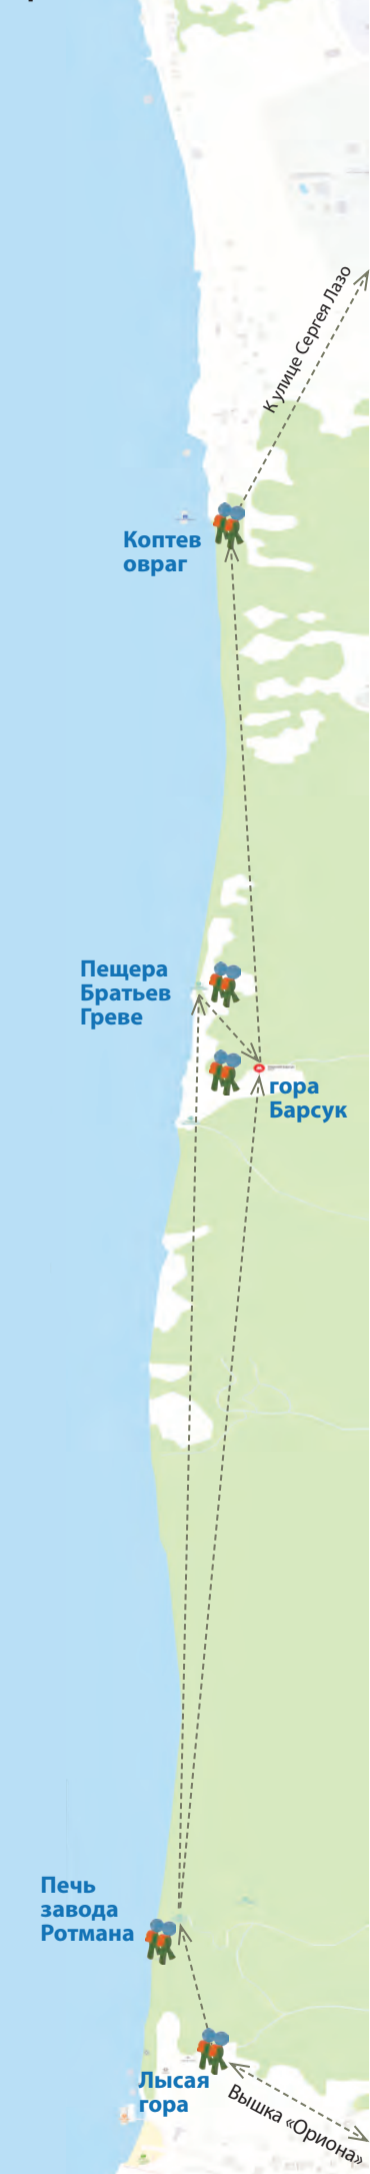 К улице Сергея Лазо
Коптев
овраг
Пещера
Братьев
Греве
гора
Барсук
Печь
завода
Ротмана
Лысая
гора
Вышка «Ориона»